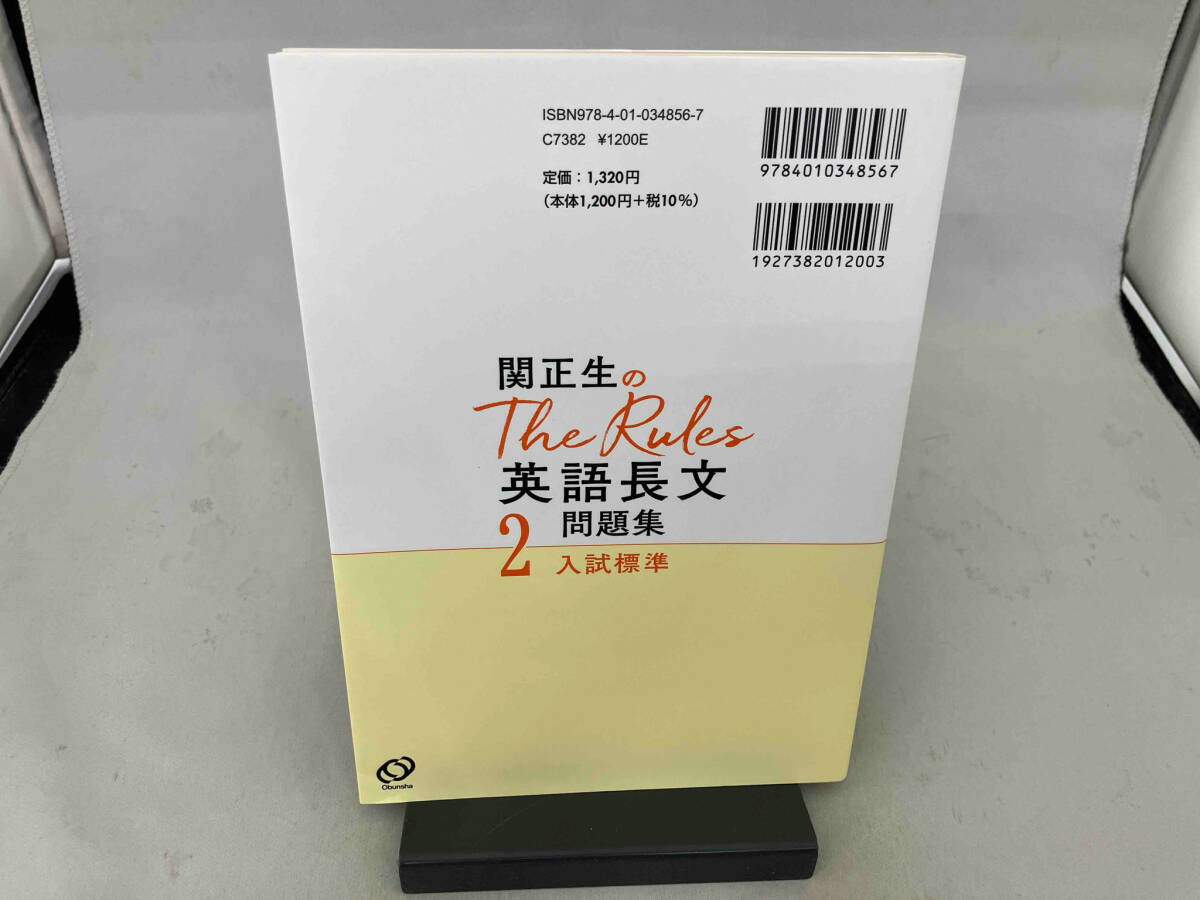 ISBN978-4-01-034856-7
C7382 ¥1200E
定価：1,320円
（本体1,200円＋税10％）
9784010348567
1927382012003
関正生の
The Rules
英語長文
問題集
2 入試標準
Obunsha